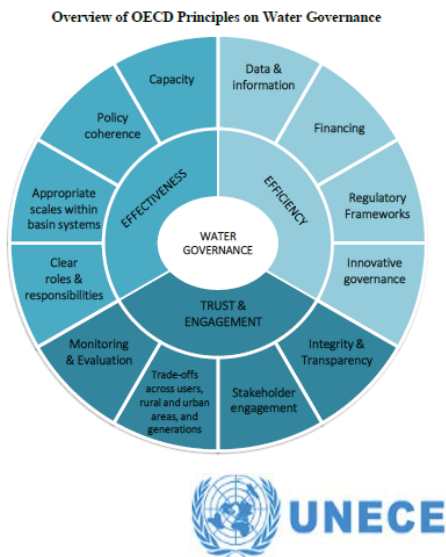 Overview of OECD Principles on Water Governance
Capacity
Data &
information
Policy
coherence
Financing
Appropriate
scales within
basin systems
EFFECTIVENESS
EFFICIENCY
Regulatory
Frameworks
WATER
GOVERNANCE
Clear
roles &
responsibilities
Innovative
governance
TRUST &
ENGAGEMENT
Monitoring
& Evaluation
Integrity &
Transparency
Trade-offs
across users,
rural and urban
areas, and
generations
Stakeholder
engagement
UNECE